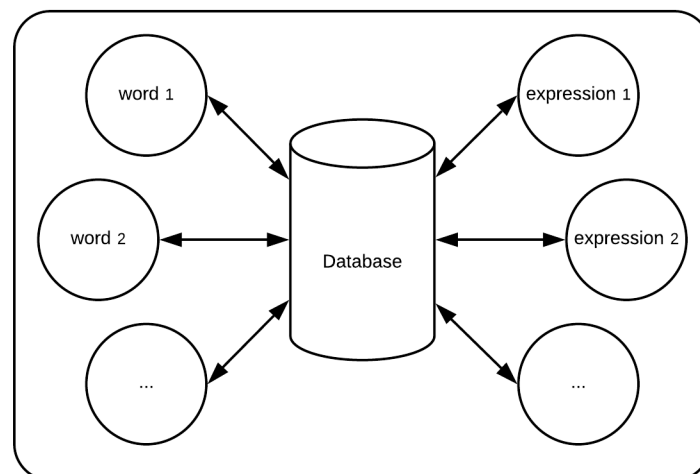 word 1
expression 1
word 2
Database
expression 2
...
...